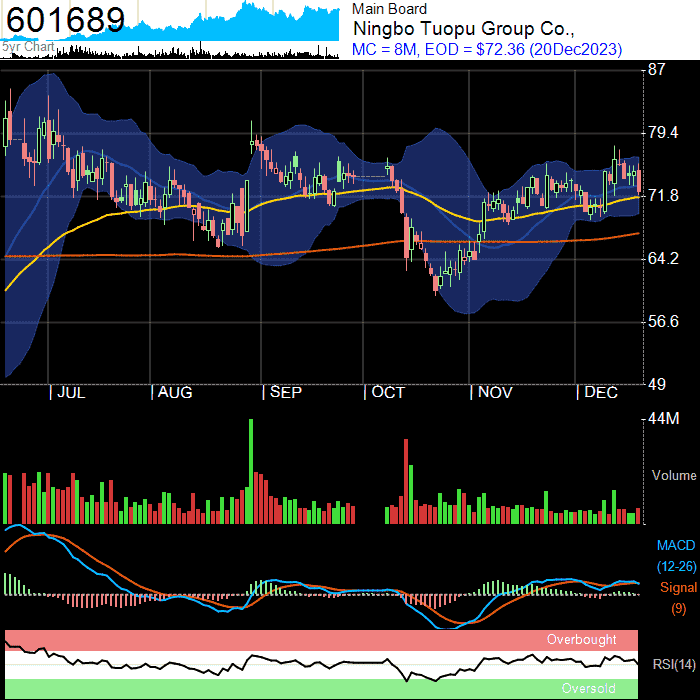 601689
Main Board
Ningbo Tuopu Group Co.,
MC = 8M, EOD = $72.36 (20Dec2023)
5yr Chart
87
79.4
71.8
64.2
56.6
49
JUL AUG SEP OCT NOV DEC
44M
Volume
MACD
(12-26)
Signal
(9)
Overbought
RSI(14)
Oversold